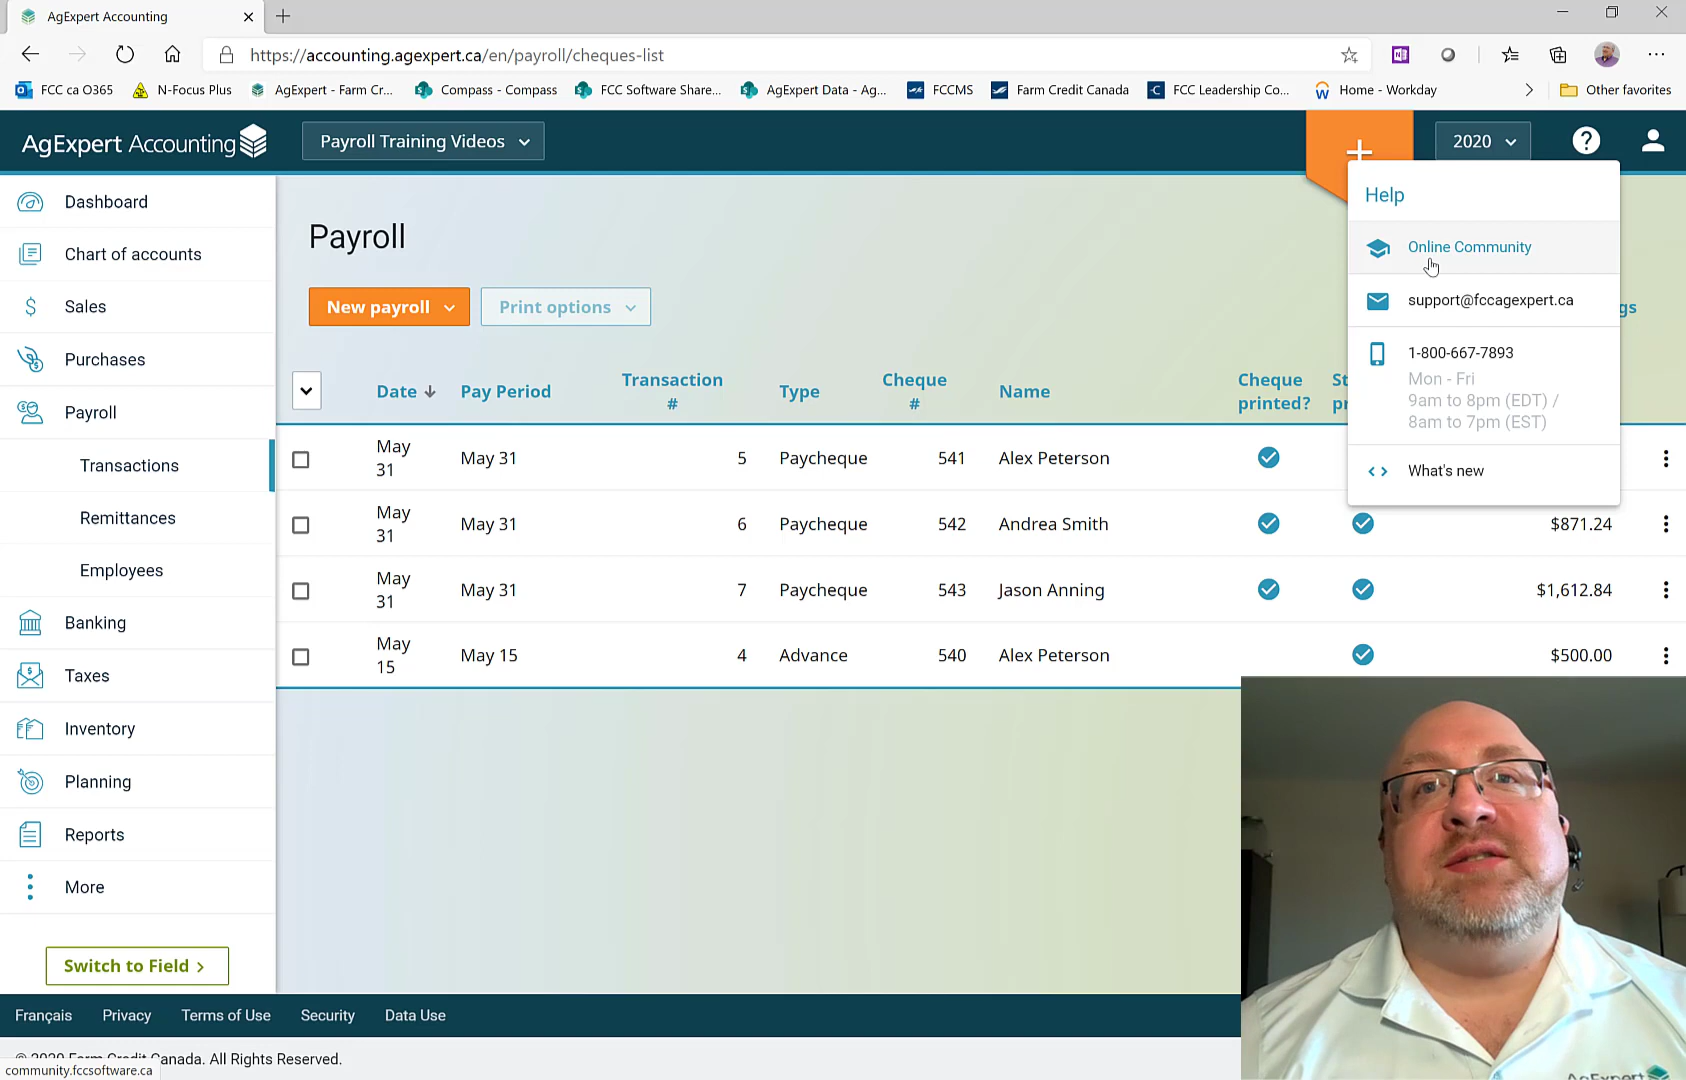 AgExpert Accounting
https://accounting.agexpert.ca/en/payroll/cheques-list
FCC ca O365
N-Focus Plus
AgExpert - Farm Cr...
Compass - Compass
FCC Software Share...
AgExpert Data - Ag...
FCCMS
Farm Credit Canada
FCC Leadership Co...
Home - Workday
Other favorites
AgExpert Accounting
Payroll Training Videos
2020
Dashboard
Chart of accounts
Sales
Purchases
Payroll
Transactions
Remittances
Employees
Banking
Taxes
Inventory
Planning
Reports
More
Switch to Field
Payroll
New payroll
Print options
gs
Date
Pay Period
Transaction
#
Type
Cheque
#
Name
Cheque
printed?
St
pr
May
31
May 31
5
Paycheque
541
Alex Peterson
May
31
May 31
6
Paycheque
542
Andrea Smith
$871.24
May
31
May 31
7
Paycheque
543
Jason Anning
$1,612.84
May
15
May 15
4
Advance
540
Alex Peterson
$500.00
Help
Online Community
support@fccagexpert.ca
1-800-667-7893
Mon - Fri
9am to 8pm (EDT) /
8am to 7pm (EST)
What's new
Français
Privacy
Terms of Use
Security
Data Use
© 2020 Farm Credit Canada. All Rights Reserved.
community.fccsoftware.ca
AgExpert